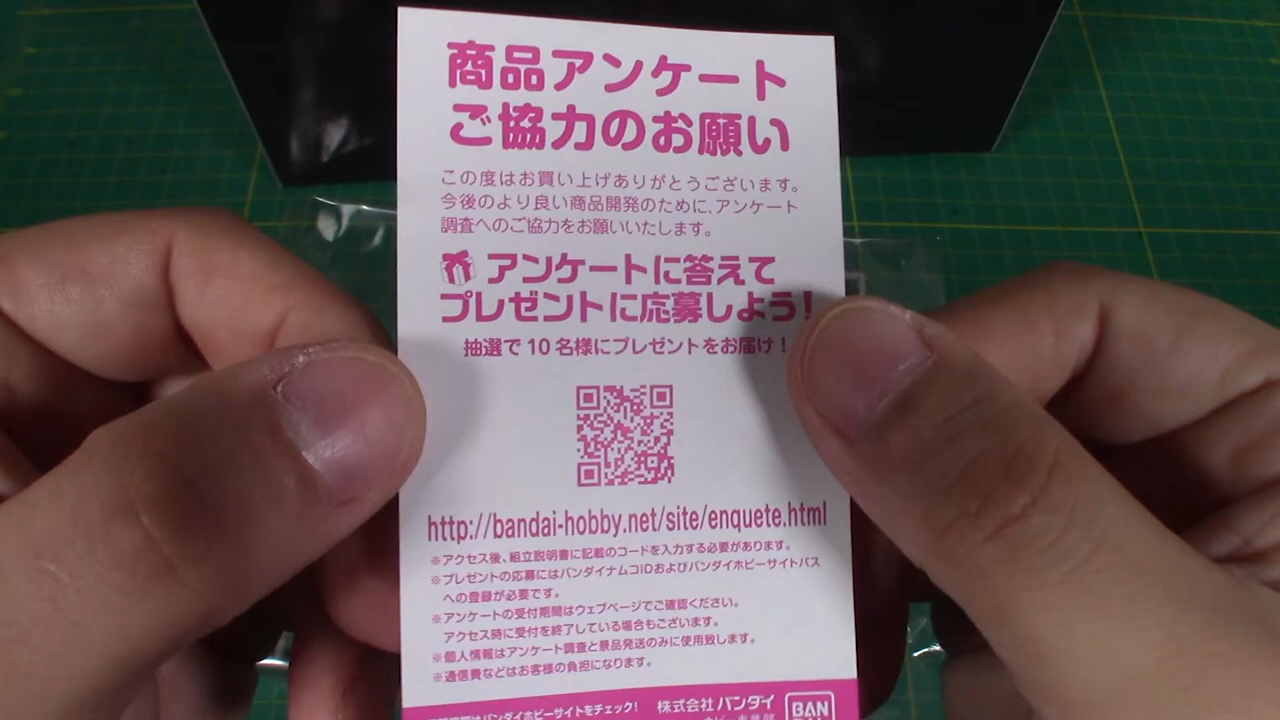 商品アンケート
ご協力のお願い
この度はお買い上げありがとうございます。
今後のより良い商品開発のために、アンケート
調査へのご協力をお願いいたします。
アンケートに答えて
プレゼントに応募しよう!
抽選で10名様にプレゼントをお届け!
http://bandai-hobby.net/site/enquete.html
※アクセス後、組立説明書に記載のコードを入力する必要があります。
※プレゼントの応募にはバンダイナムコIDおよびバンダイホビーサイトパス
への登録が必要です。
※アンケートの受付期間はウェブページでご確認ください。
アクセス時に受付を終了している場合もございます。
※個人情報はアンケート調査と景品発送のみに使用致します。
※通信費などはお客様の負担になります。
はバンダイホビーサイトをチェック! 株式会社バンダイ
BAN